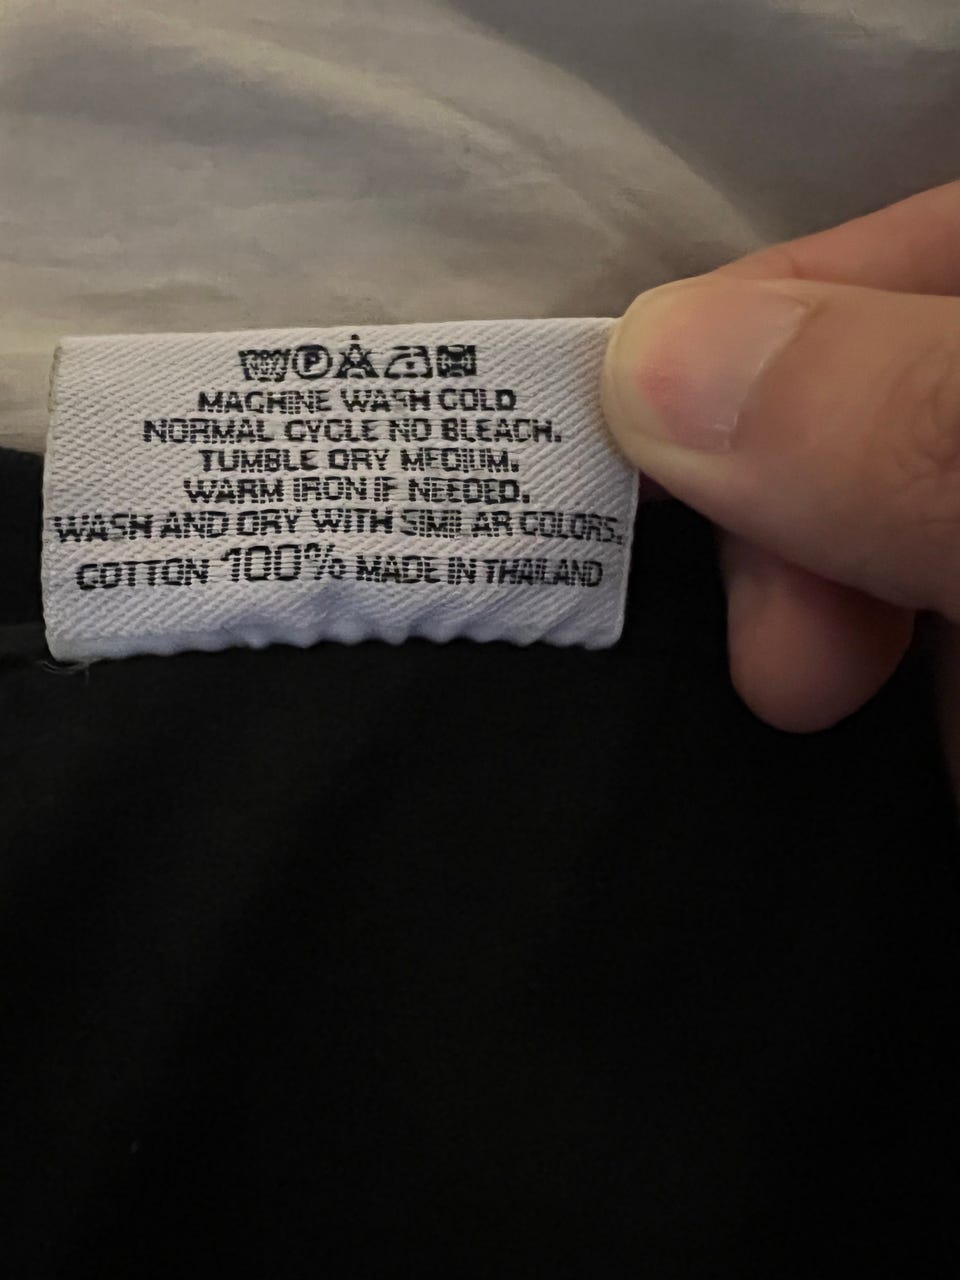 P
MACHINE WASH COLD
NORMAL CYCLE NO BLEACH.
TUMBLE DRY MEDIUM.
WARM IRON IF NEEDED.
WASH AND DRY WITH SIMILAR COLORS.
COTTON 100% MADE IN THAILAND